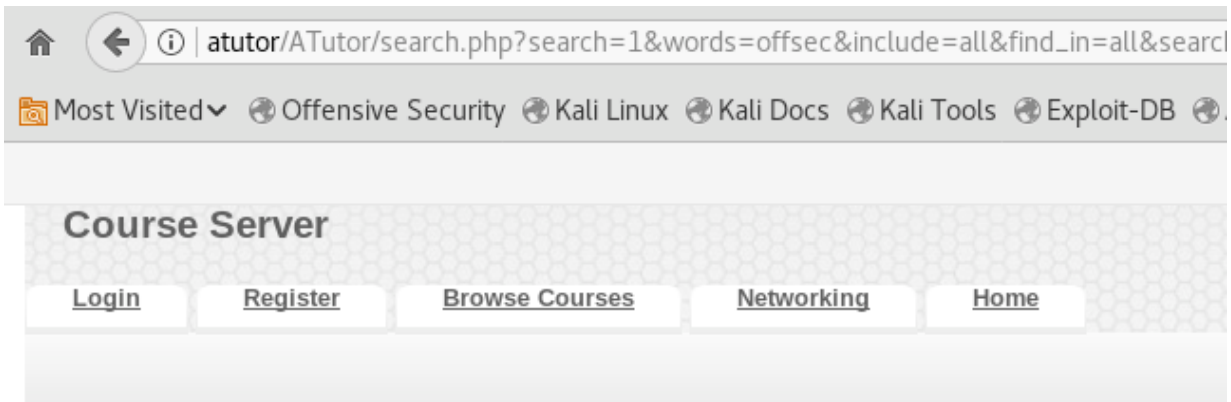 atutor/ATutor/search.php?search=1&words=offsec&include=all&find_in=all&search
Most Visited Offensive Security Kali Linux Kali Docs Kali Tools Exploit-DB
Course Server
Login Register Browse Courses Networking Home